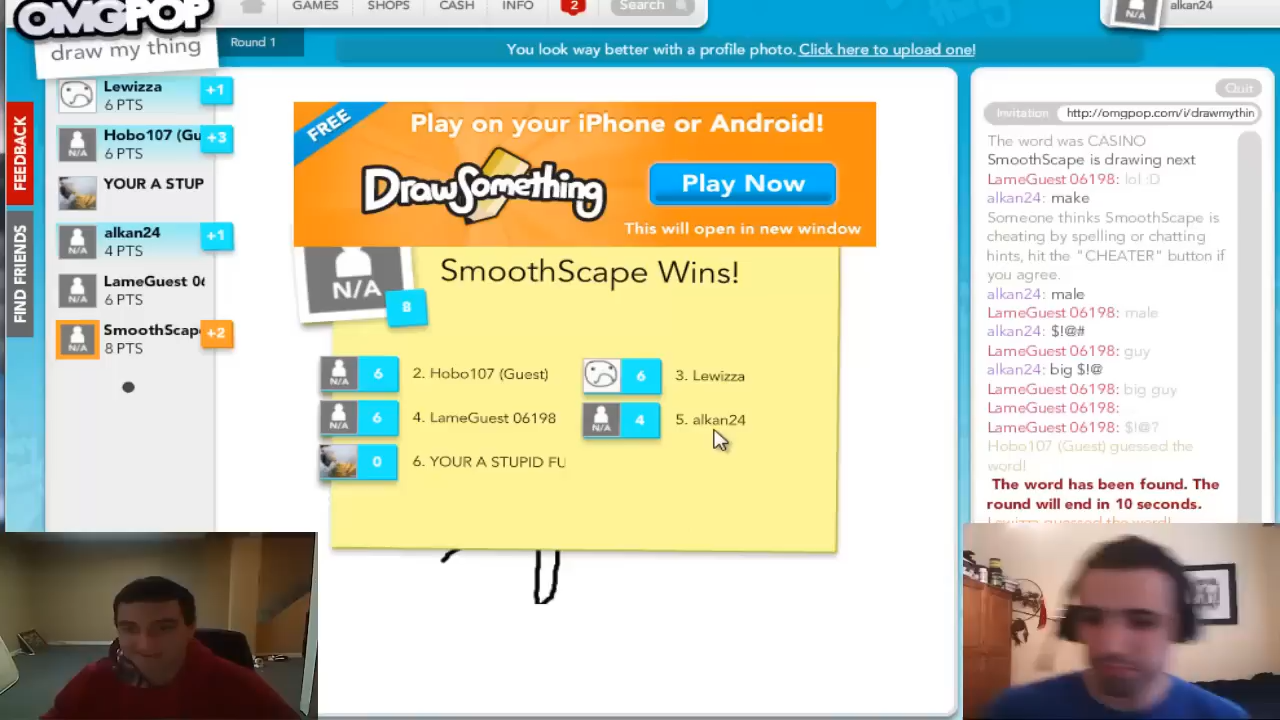 OMGPOP
draw my thing
GAMES
SHOPS
CASH
INFO
2
Search
N/A
alkan24
Round 1
You look way better with a profile photo. Click here to upload one!
FEEDBACK
FIND FRIENDS
Lewizza
6 PTS
+1
N/A
Hobo107 (Gu
6 PTS
+3
YOUR A STUP
N/A
alkan24
4 PTS
+1
N/A
LameGuest 06
6 PTS
N/A
SmoothScap
8 PTS
+2
FREE
Play on your iPhone or Android!
DrawSomething
Play Now
This will open in new window
N/A
8
SmoothScape Wins!
N/A
6
2. Hobo107 (Guest)
6
3. Lewizza
N/A
6
4. LameGuest 06198
N/A
4
5. alkan24
0
6. YOUR A STUPID FU
Quit
Invitation
http://omgpop.com/i/drawmythin
The word was CASINO
SmoothScape is drawing next
LameGuest 06198: lol :D
alkan24: make
Someone thinks SmoothScape is
cheating by spelling or chatting
hints, hit the "CHEATER" button if
you agree.
alkan24: male
LameGuest 06198: male
alkan24: $!@#
LameGuest 06198: guy
alkan24: big $!@
LameGuest 06198: big guy
LameGuest 06198:
LameGuest 06198: $!@?
Hobo107 (Guest) guessed the
word!
The word has been found. The
round will end in 10 seconds.
Lewizza guessed the word!